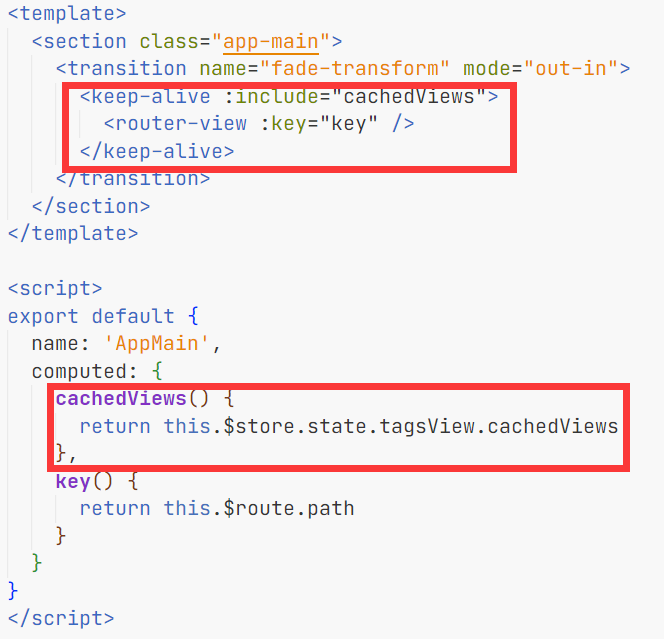 <template>
  <section class="app-main">
    <transition name="fade-transform" mode="out-in">
      <keep-alive :include="cachedViews">
        <router-view :key="key" />
      </keep-alive>
    </transition>
  </section>
</template>

<script>
export default {
  name: 'AppMain',
  computed: {
    cachedViews() {
      return this.$store.state.tagsView.cachedViews
    },
    key() {
      return this.$route.path
    }
  }
}
</script>